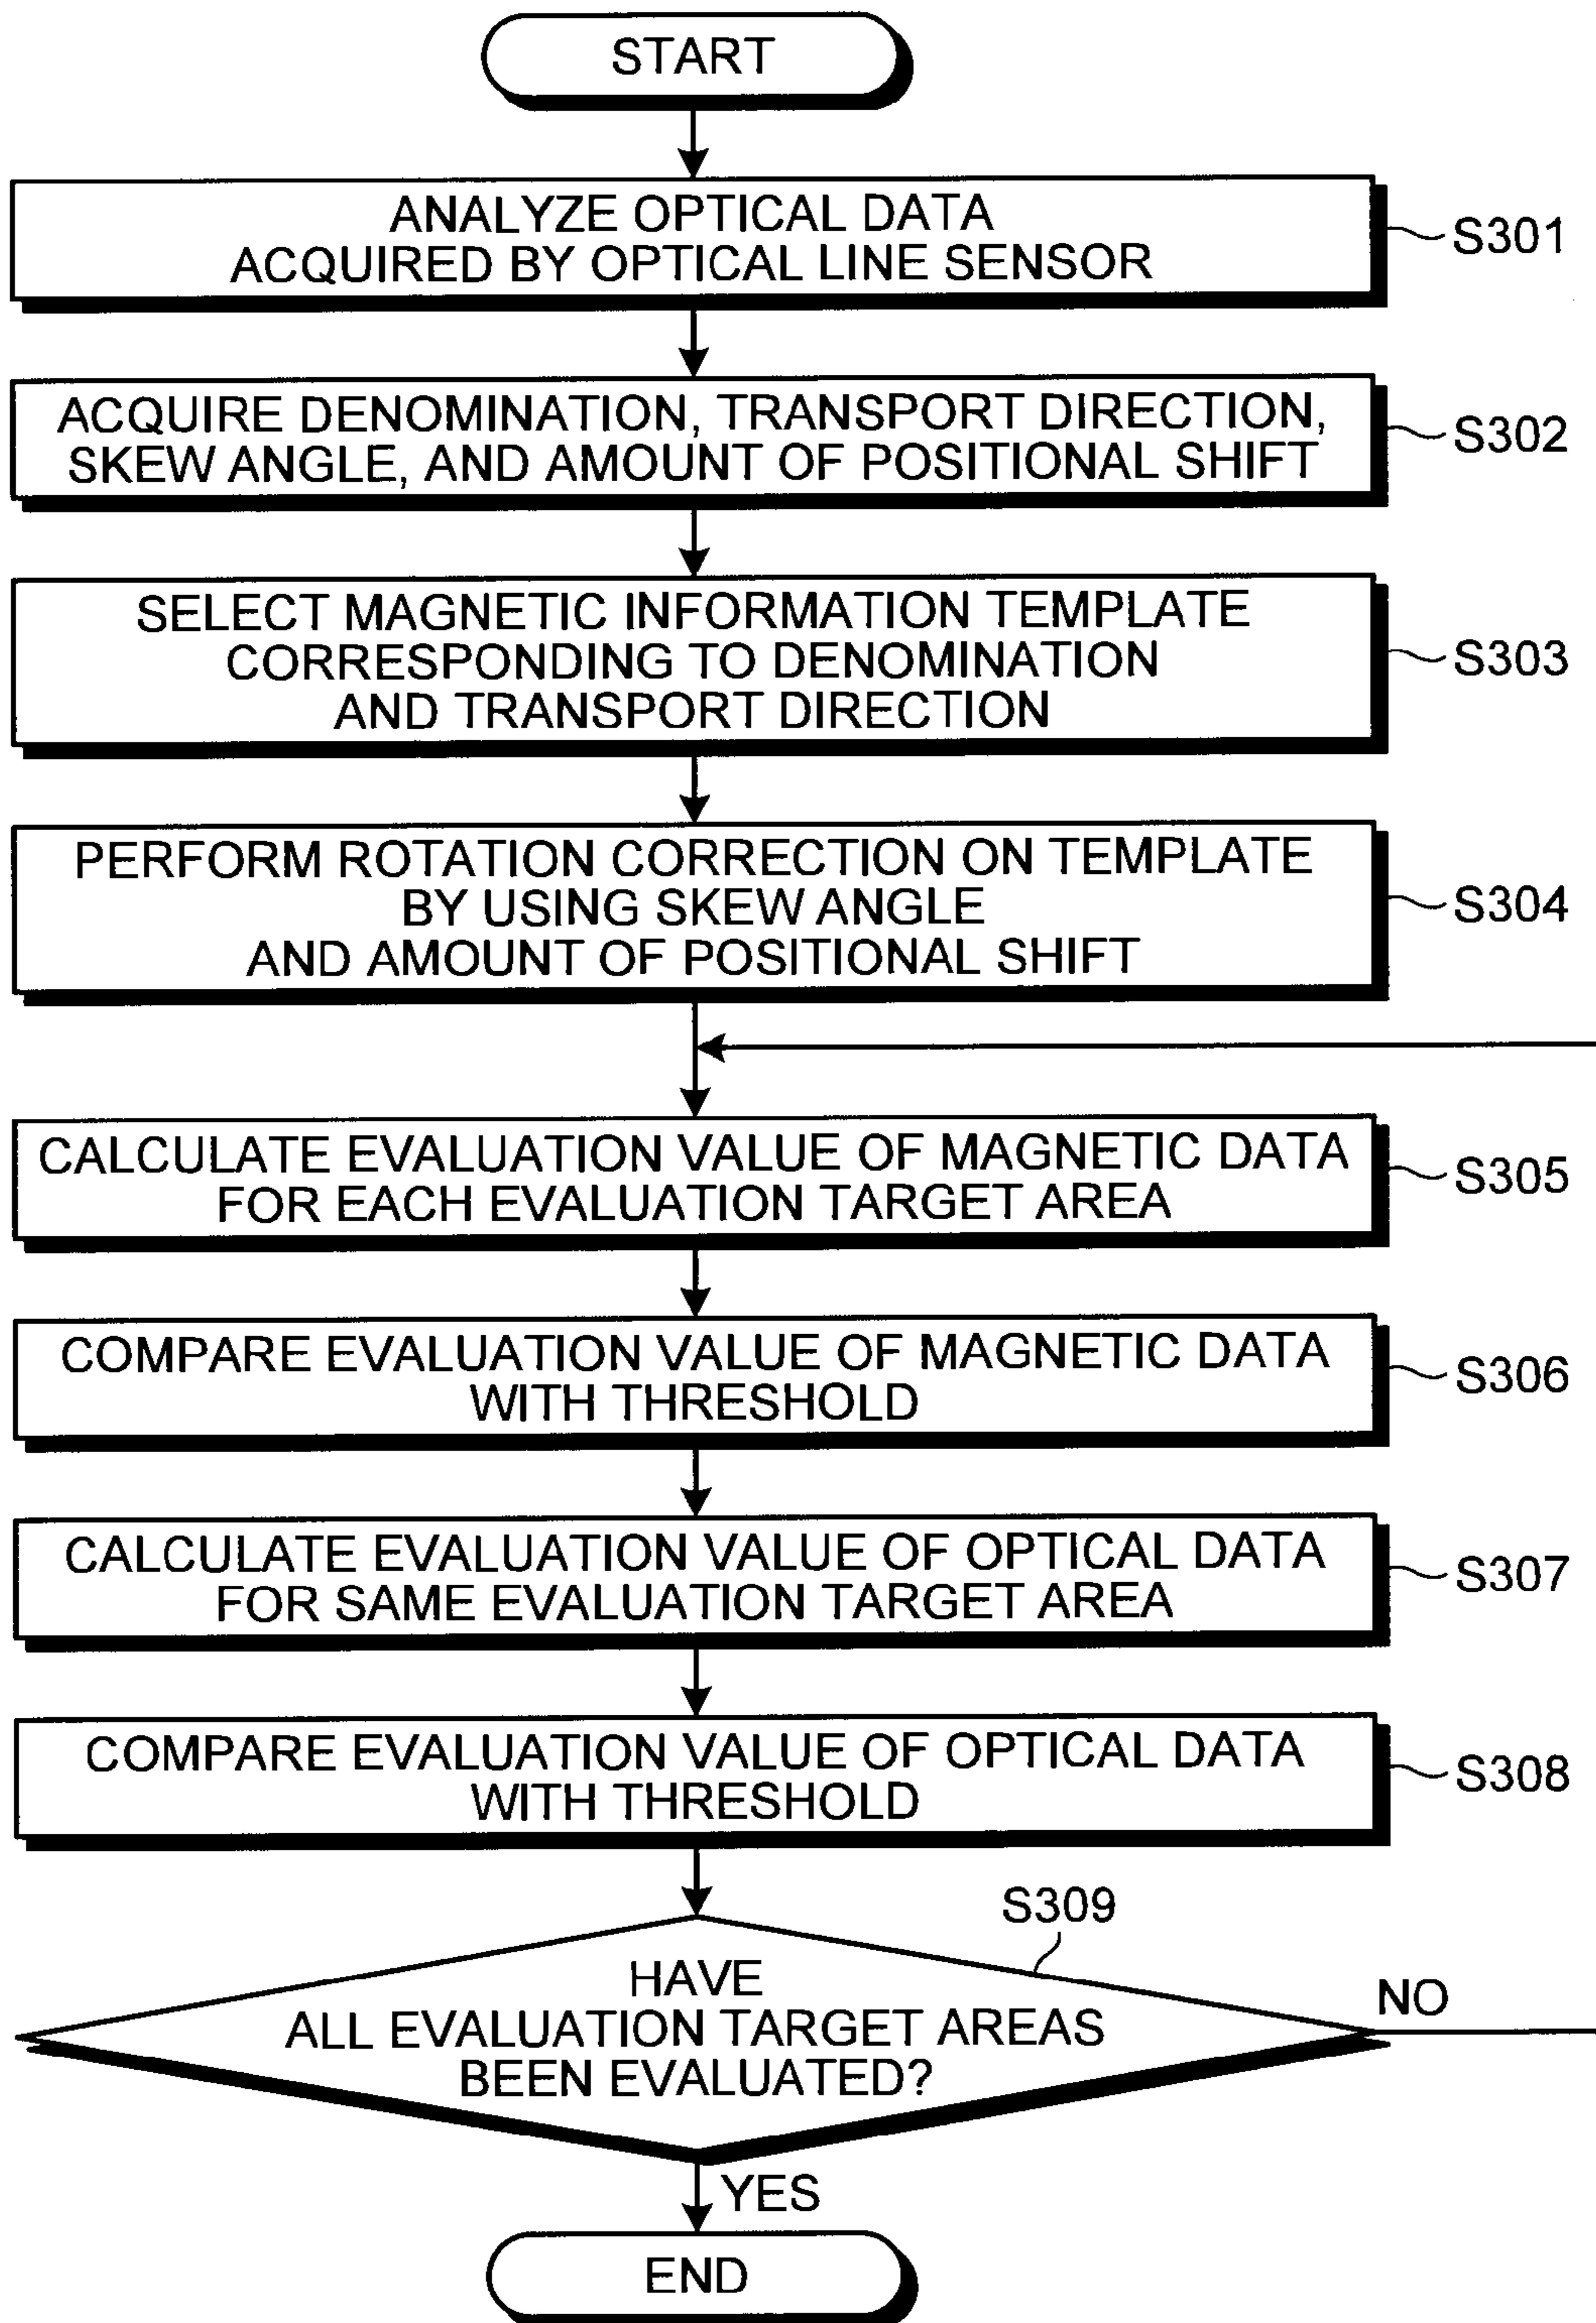 START
ANALYZE OPTICAL DATA
ACQUIRED BY OPTICAL LINE SENSOR
S301
ACQUIRE DENOMINATION, TRANSPORT DIRECTION,
SKEW ANGLE, AND AMOUNT OF POSITIONAL SHIFT
S302
SELECT MAGNETIC INFORMATION TEMPLATE
CORRESPONDING TO DENOMINATION
AND TRANSPORT DIRECTION
S303
PERFORM ROTATION CORRECTION ON TEMPLATE
BY USING SKEW ANGLE
AND AMOUNT OF POSITIONAL SHIFT
S304
CALCULATE EVALUATION VALUE OF MAGNETIC DATA
FOR EACH EVALUATION TARGET AREA
S305
COMPARE EVALUATION VALUE OF MAGNETIC DATA
WITH THRESHOLD
S306
CALCULATE EVALUATION VALUE OF OPTICAL DATA
FOR SAME EVALUATION TARGET AREA
S307
COMPARE EVALUATION VALUE OF OPTICAL DATA
WITH THRESHOLD
S308
S309
HAVE
ALL EVALUATION TARGET AREAS
BEEN EVALUATED?
NO
YES
END